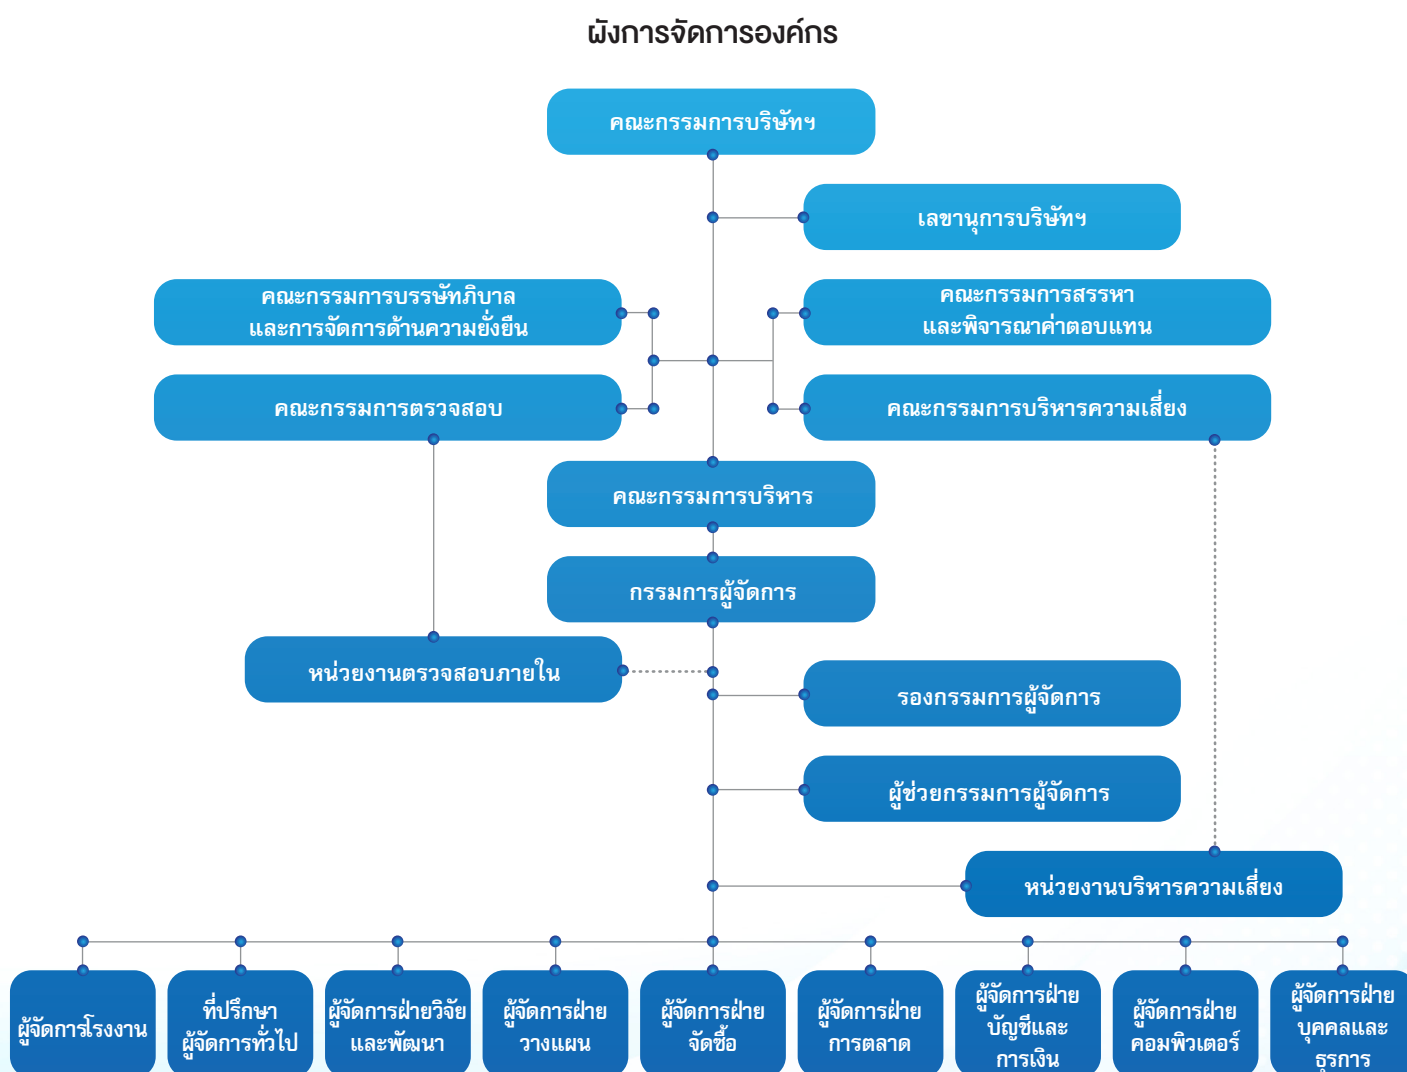 ผังการจัดการองค์กร
คณะกรรมการบริษัทฯ
เลขานุการบริษัทฯ
คณะกรรมการบรรษัทภิบาล
และการจัดการด้านความยั่งยืน
คณะกรรมการสรรหา
และพิจารณาค่าตอบแทน
คณะกรรมการตรวจสอบ
คณะกรรมการบริหารความเสี่ยง
คณะกรรมการบริหาร
กรรมการผู้จัดการ
หน่วยงานตรวจสอบภายใน
รองกรรมการผู้จัดการ
ผู้ช่วยกรรมการผู้จัดการ
หน่วยงานบริหารความเสี่ยง
ผู้จัดการโรงงาน
ที่ปรึกษา
ผู้จัดการทั่วไป
ผู้จัดการฝ่ายวิจัย
และพัฒนา
ผู้จัดการฝ่าย
วางแผน
ผู้จัดการฝ่าย
จัดซื้อ
ผู้จัดการฝ่าย
การตลาด
ผู้จัดการฝ่าย
บัญชีและ
การเงิน
ผู้จัดการฝ่าย
คอมพิวเตอร์
ผู้จัดการฝ่าย
บุคคลและ
ธุรการ